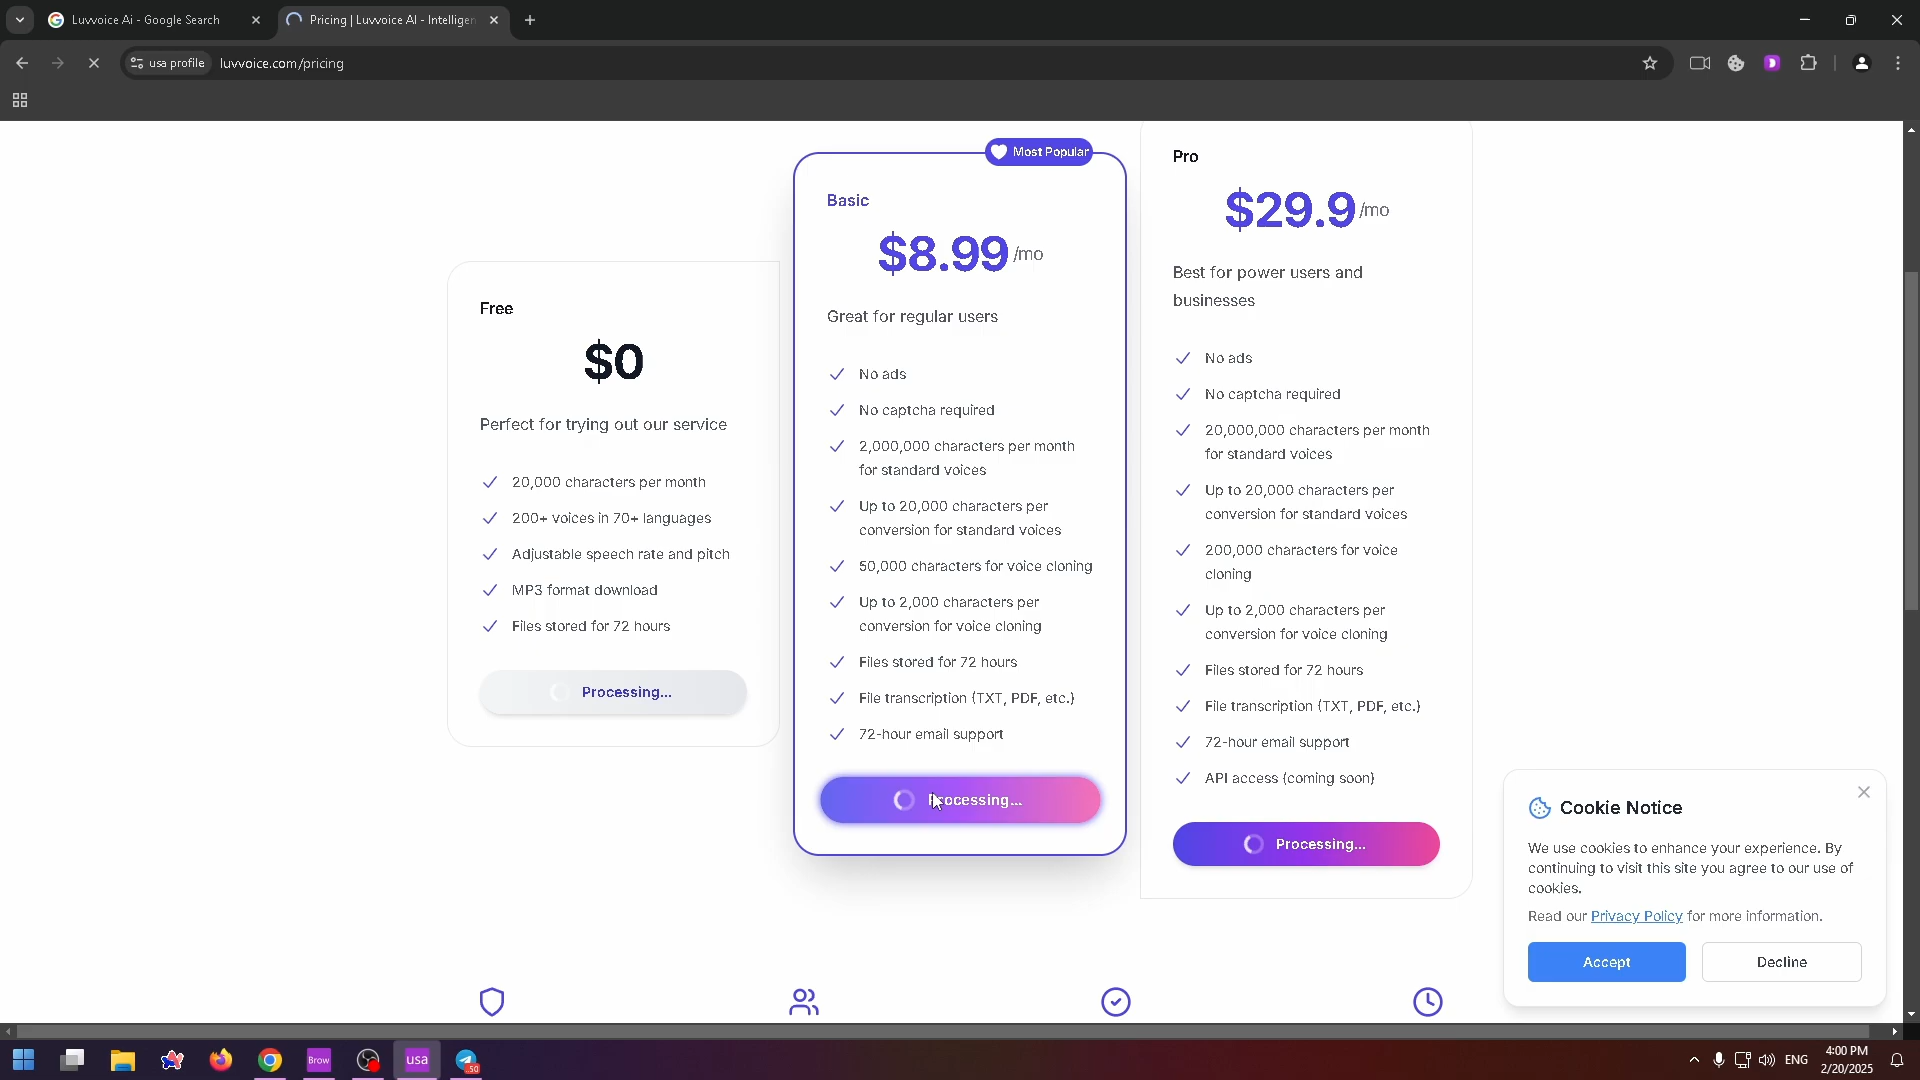 Luvvoice Ai - Google Search
Pricing | Luvvoice AI - Intelligen
usa profile
luvvoice.com/pricing
Most Popular
Free
$0
Perfect for trying out our service
20,000 characters per month
200+ voices in 70+ languages
Adjustable speech rate and pitch
MP3 format download
Files stored for 72 hours
Processing...
Basic
$8.99 /mo
Great for regular users
No ads
No captcha required
2,000,000 characters per month
for standard voices
Up to 20,000 characters per
conversion for standard voices
50,000 characters for voice cloning
Up to 2,000 characters per
conversion for voice cloning
Files stored for 72 hours
File transcription (TXT, PDF, etc.)
72-hour email support
Processing...
Pro
$29.9 /mo
Best for power users and
businesses
No ads
No captcha required
20,000,000 characters per month
for standard voices
Up to 20,000 characters per
conversion for standard voices
200,000 characters for voice
cloning
Up to 2,000 characters per
conversion for voice cloning
Files stored for 72 hours
File transcription (TXT, PDF, etc.)
72-hour email support
API access (coming soon)
Processing...
Cookie Notice
We use cookies to enhance your experience. By
continuing to visit this site you agree to our use of
cookies.
Read our Privacy Policy for more information.
Accept
Decline
Brow
usa
.50
ENG
4:00 PM
2/20/2025